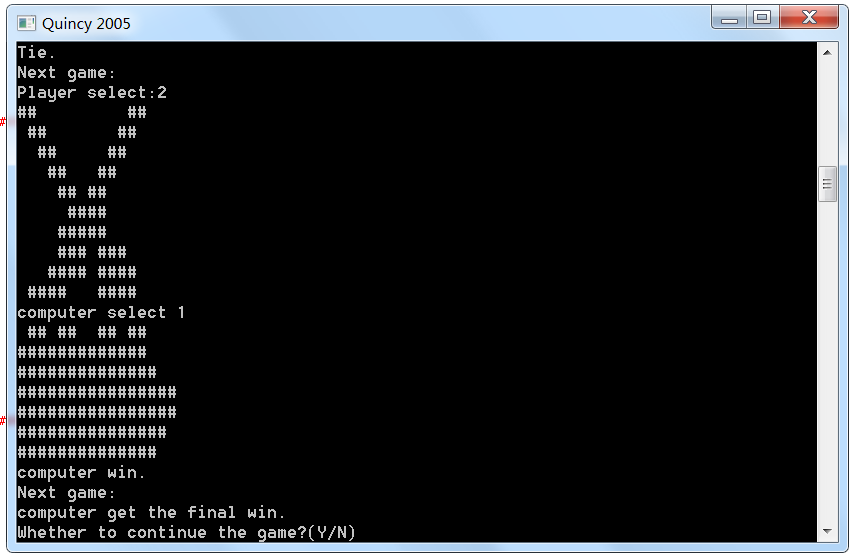 Quincy 2005
Tie.
Next game:
Player select:2
##         ##
 ##       ##
  ##     ##
   ##   ##
    ## ##
     ####
    #####
    ### ###
   #### ####
 ####   ####
computer select 1
 ## ##  ## ##
#############
##############
################
################
###############
##############
computer win.
Next game:
computer get the final win.
Whether to continue the game?(Y/N)
#
#